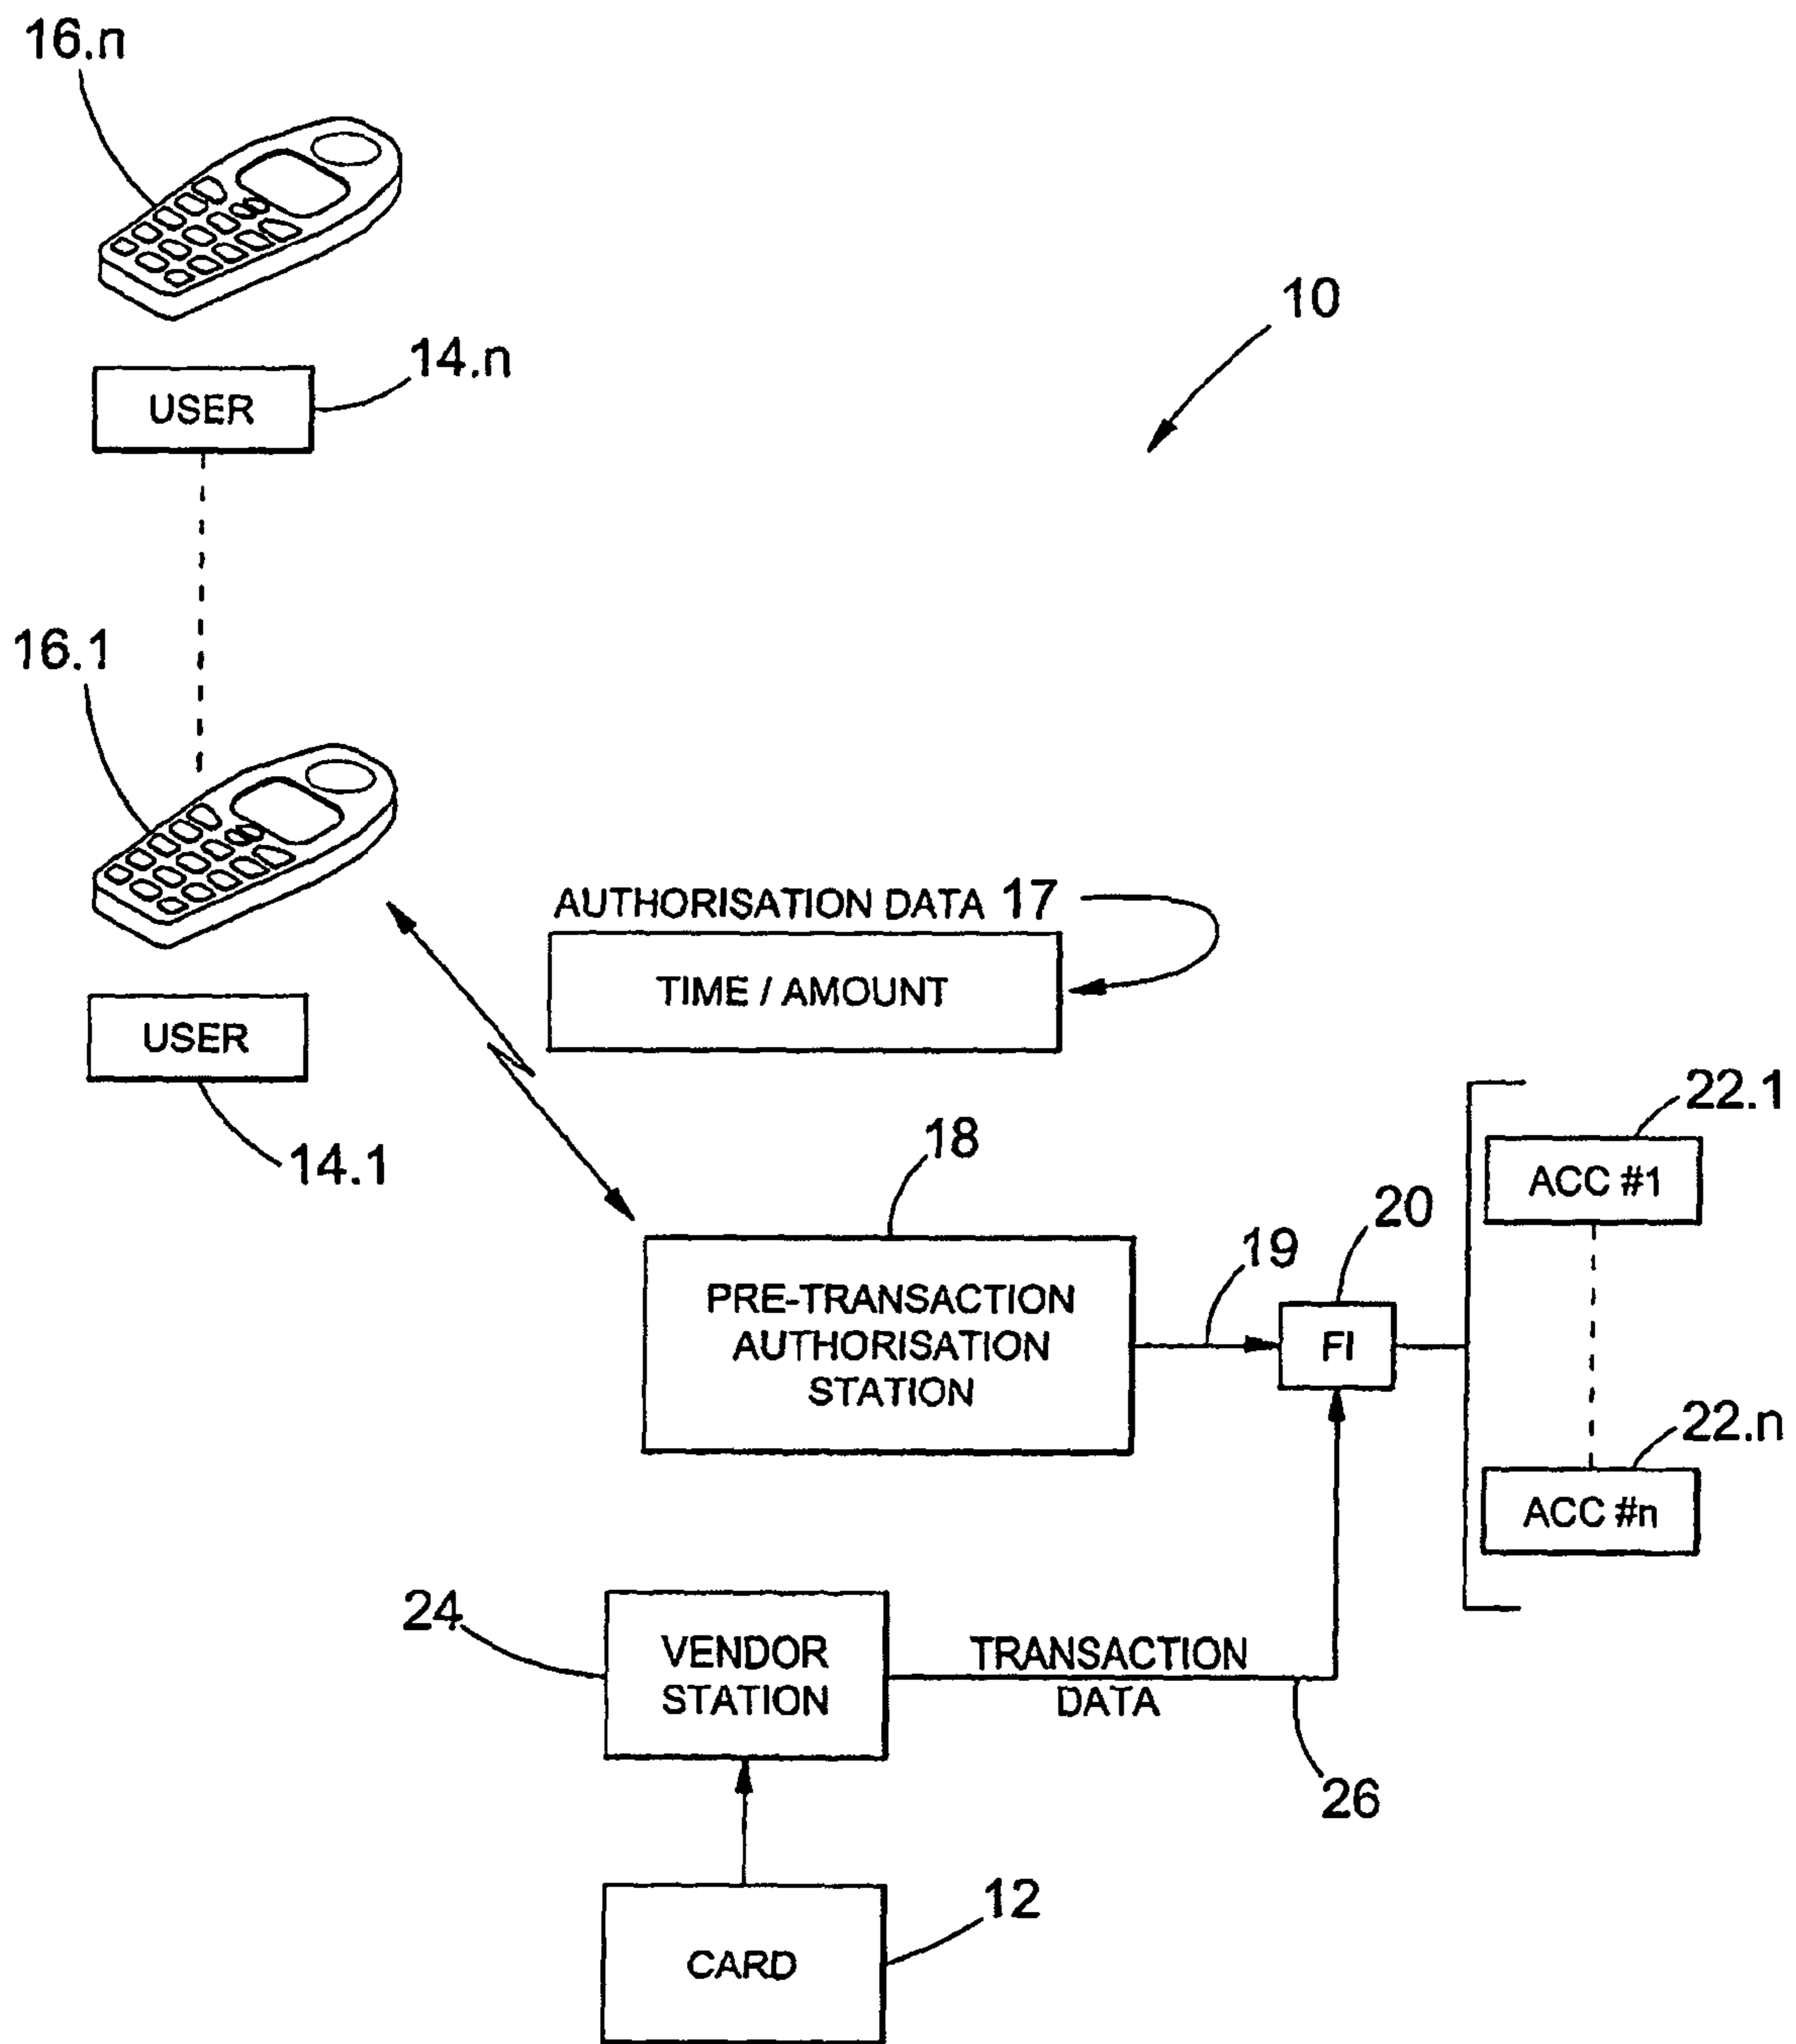 16.n
10
14.n
USER
16.1
AUTHORISATION DATA 17
TIME / AMOUNT
USER
14.1
18
22.1
ACC #1
20
19
PRE-TRANSACTION
AUTHORISATION
STATION
FI
22.n
ACC #n
24
VENDOR
STATION
TRANSACTION
DATA
26
12
CARD